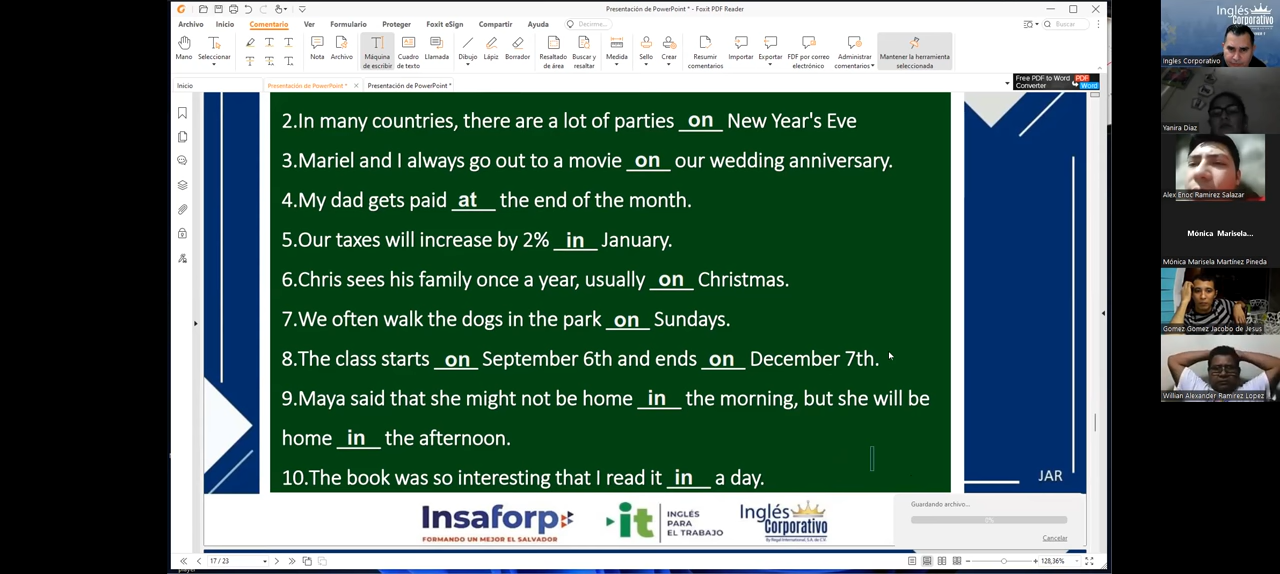 Presentación de PowerPoint * - Foxit PDF Reader
Archivo Inicio Comentario Ver Formulario Proteger Foxit eSign Compartir Ayuda Decirme... Buscar
Mano Seleccionar Nota Archivo Máquina de escribir Cuadro de texto Llamada Dibujo Lápiz Borrador Resaltado de área Buscar y resaltar Medida Sello Crear Resumir comentarios Importar Exportar PDF por correo electrónico Administrar comentarios Mantener la herramienta seleccionada
Inicio Presentación de PowerPoint * Presentación de PowerPoint * Free PDF to Word Converter PDF Word
2.In many countries, there are a lot of parties on New Year's Eve
3.Mariel and I always go out to a movie on our wedding anniversary.
4.My dad gets paid at the end of the month.
5.Our taxes will increase by 2% in January.
6.Chris sees his family once a year, usually on Christmas.
7.We often walk the dogs in the park on Sundays.
8.The class starts on September 6th and ends on December 7th.
9.Maya said that she might not be home in the morning, but she will be
home in the afternoon.
10.The book was so interesting that I read it in a day.
JAR
Insaforp
FORMANDO UN MEJOR EL SALVADOR
it INGLÉS PARA EL TRABAJO
Inglés Corporativo
Guardando archivo...
0%
Cancelar
17 / 23
128,36%
Inglés Corporativo
Ingles Corporativo
Yanira Diaz
Alex Enoc Ramirez Salazar
Mónica Marisela...
Mónica Marisela Martínez Pineda
Gomez Gomez Jacobo de Jesus
Willian Alexander Ramirez Lopez